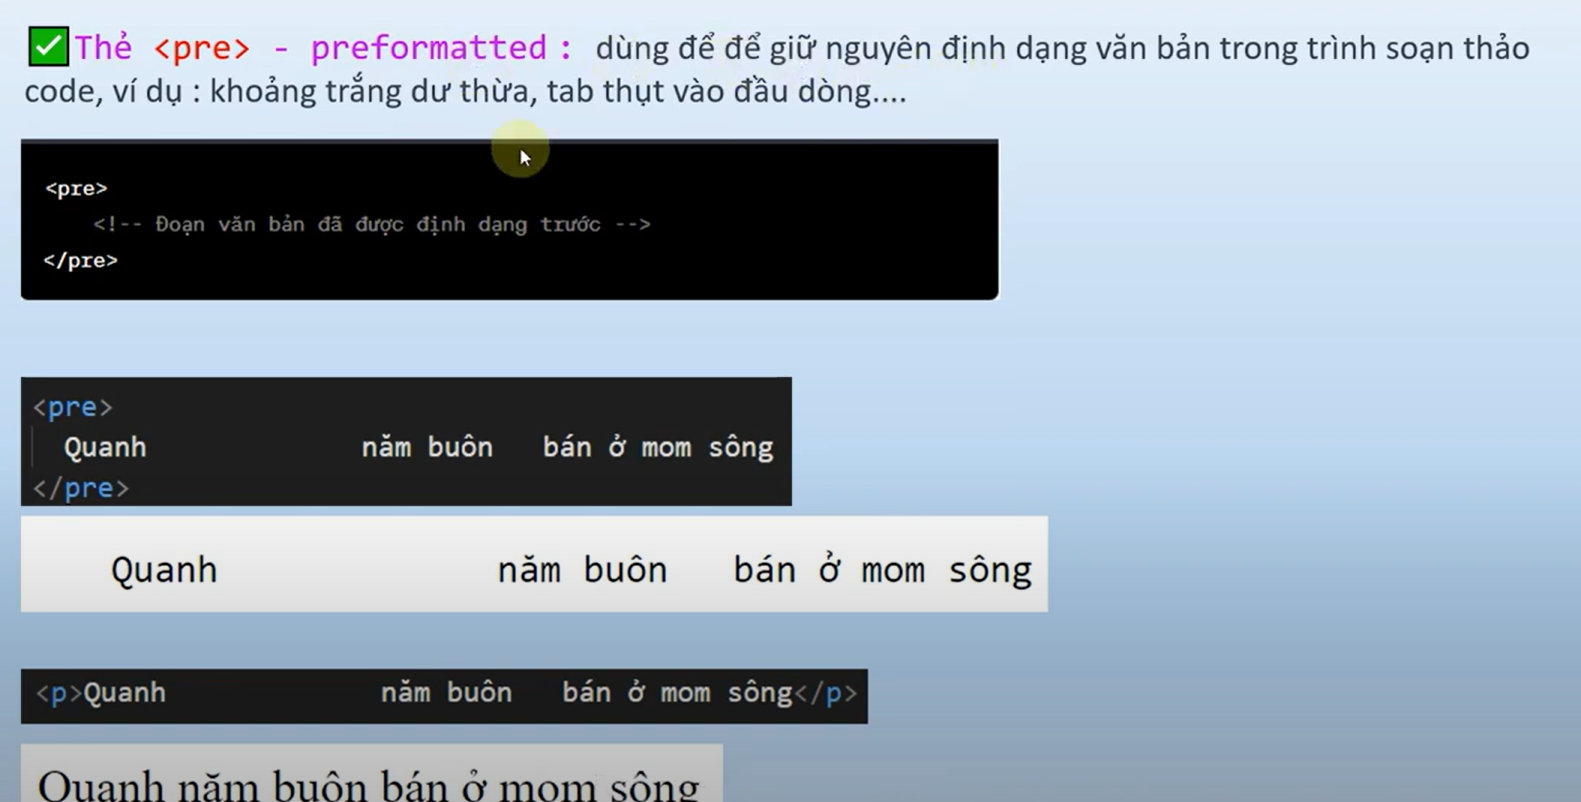 Thẻ <pre> - preformatted : dùng để để giữ nguyên định dạng văn bản trong trình soạn thảo
code, ví dụ : khoảng trắng dư thừa, tab thụt vào đầu dòng....
<pre>
<!-- Đoạn văn bản đã được định dạng trước -->
</pre>
<pre>
Quanh             năm buôn   bán ở mom sông
</pre>
Quanh             năm buôn   bán ở mom sông
<p>Quanh             năm buôn   bán ở mom sông</p>
Quanh năm buôn bán ở mom sông